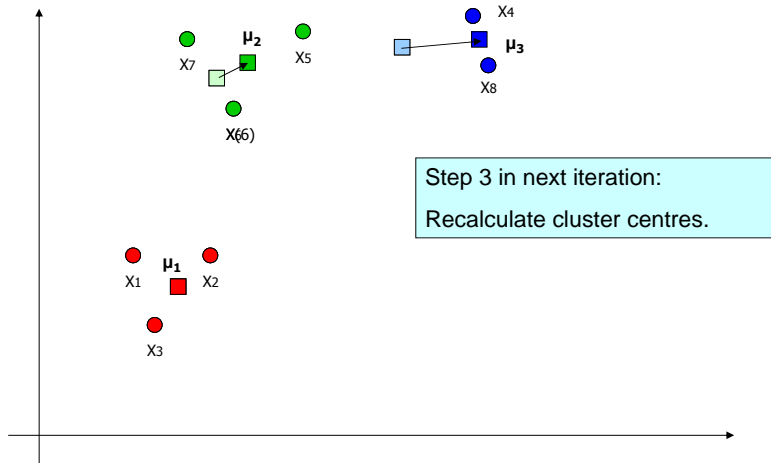 X4
μ2
μ3
X7
X5
X8
X(6)
Step 3 in next iteration:
Recalculate cluster centres.
μ1
X1
X2
X3